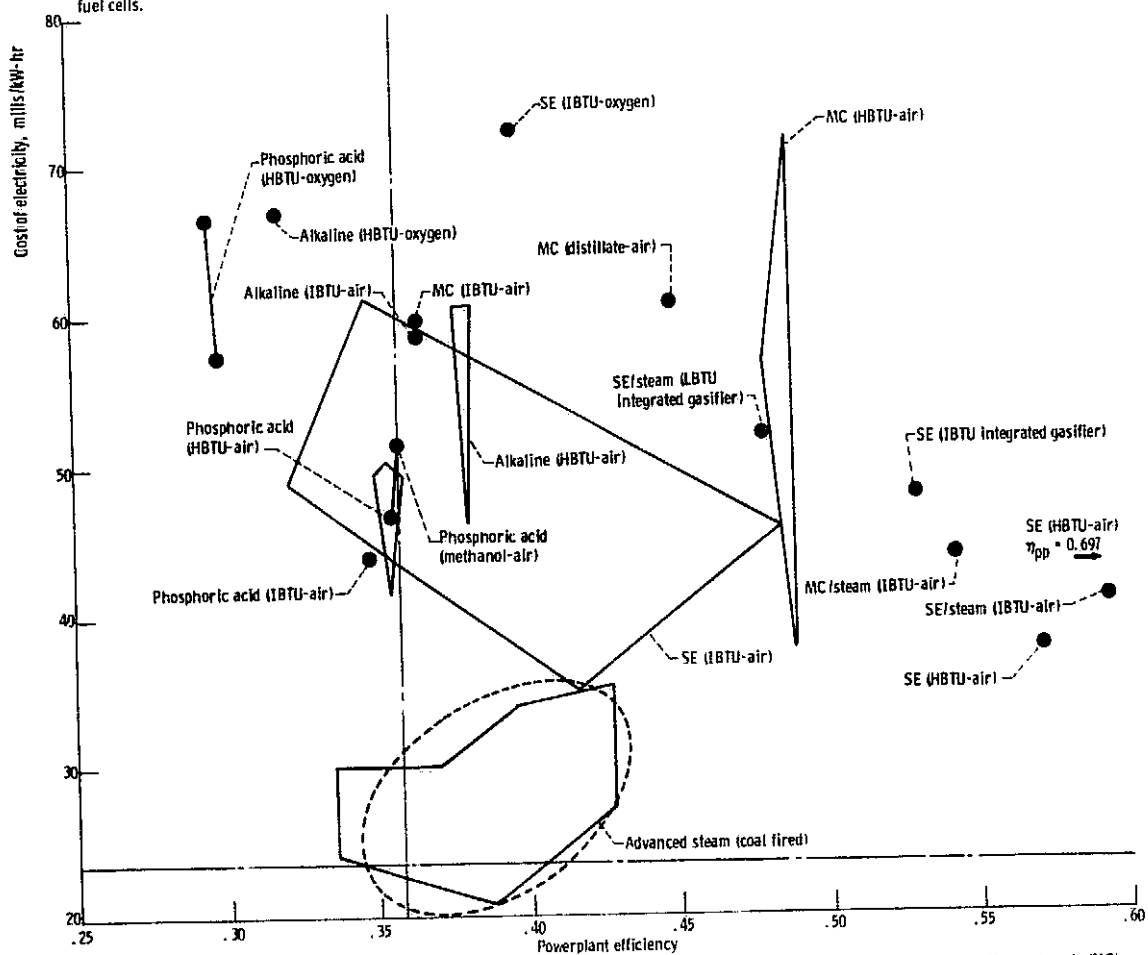 fuel cells.
80
Cost of electricity, mills/kW-hr
SE (IBTU-oxygen)
MC (HBTU-air)
70
Phosphoric acid
(HBTU-oxygen)
Alkaline (HBTU-oxygen)
MC (distillate-air)
Alkaline (IBTU-air)
MC (IBTU-air)
60
SE/steam (LBTU
integrated gasifier)
Phosphoric acid
(HBTU-air)
SE (IBTU integrated gasifier)
Alkaline (HBTU-air)
50
Phosphoric acid
(methanol-air)
SE (HBTU-air)
ηpp = 0.697
Phosphoric acid (IBTU-air)
MC/steam (IBTU-air)
SE/steam (IBTU-air)
40
SE (IBTU-air)
SE (HBTU-air)
30
Advanced steam (coal fired)
20
.25
.30
.35
.40
.45
.50
.55
.60
Powerplant efficiency